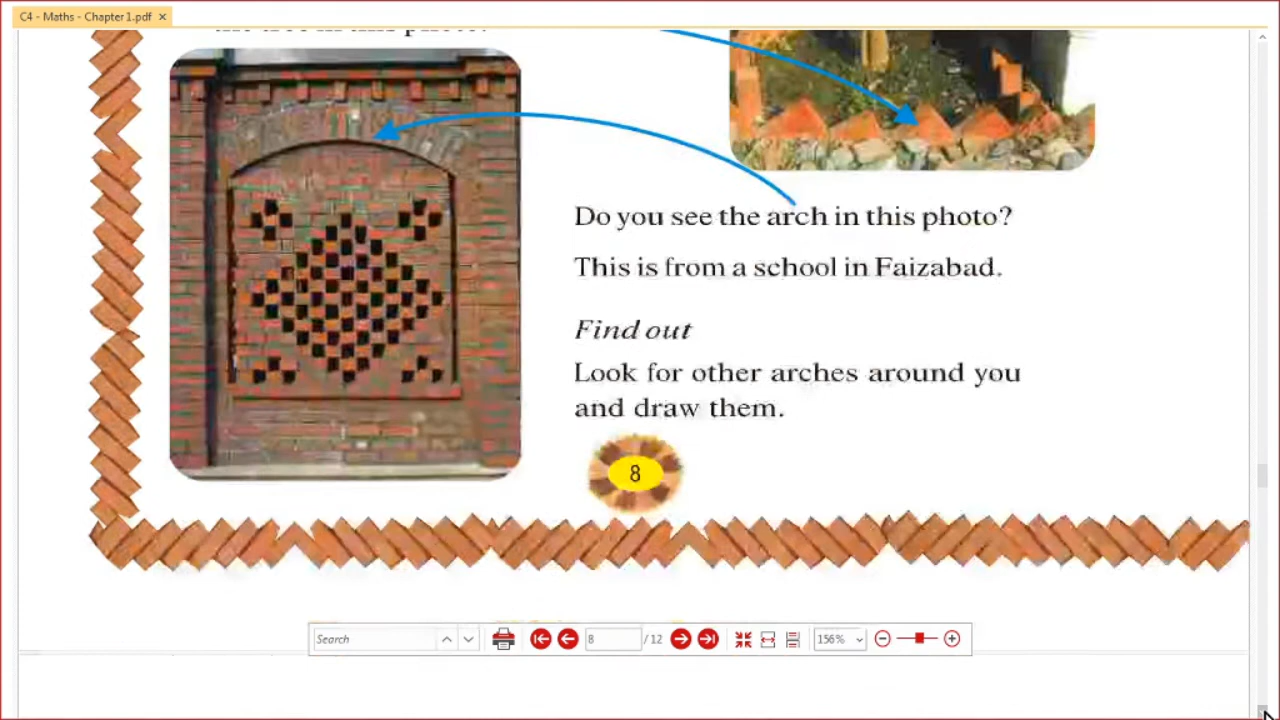 C4 - Maths - Chapter 1.pdf ×
Do you see the arch in this photo?
This is from a school in Faizabad.
Find out
Look for other arches around you
and draw them.
8
Search
8 / 12
156%